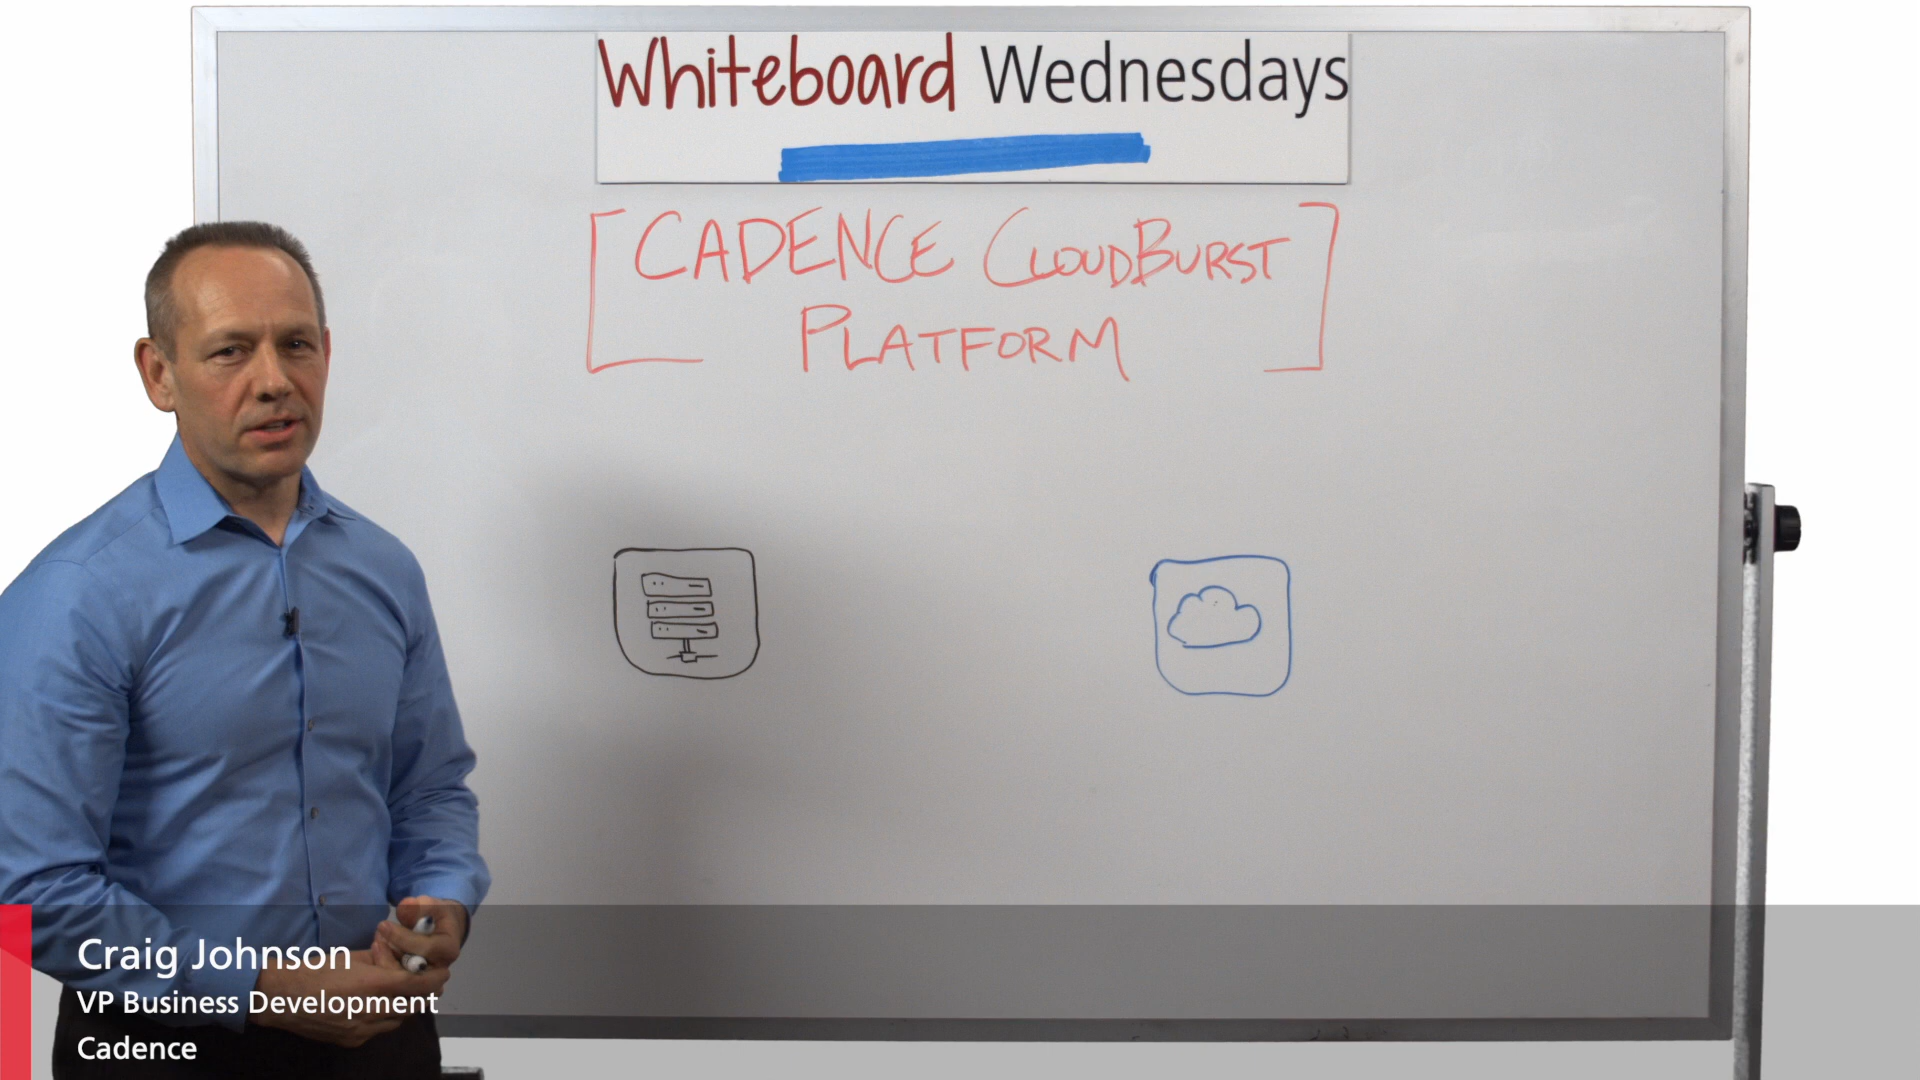 Whiteboard Wednesdays
[CADENCE CLOUDBURST
PLATFORM]
Craig Johnson
VP Business Development
Cadence